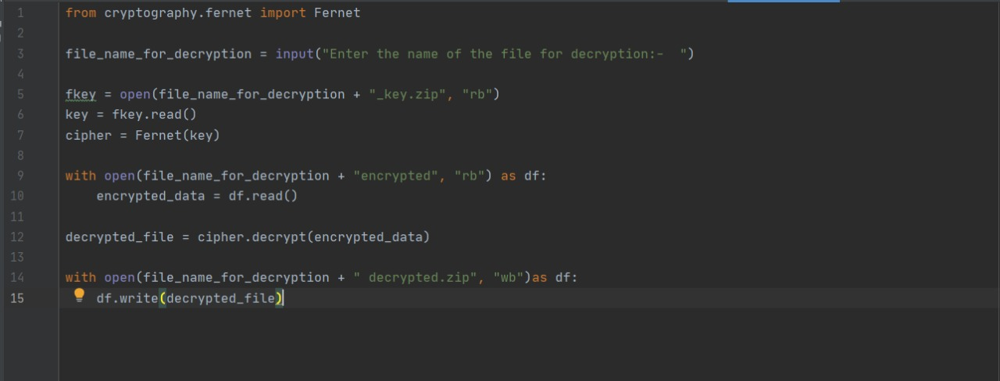 1 from cryptography.fernet import Fernet
2
3 file_name_for_decryption = input("Enter the name of the file for decryption:-  ")
4
5 fkey = open(file_name_for_decryption + "_key.zip", "rb")
6 key = fkey.read()
7 cipher = Fernet(key)
8
9 with open(file_name_for_decryption + "encrypted", "rb") as df:
10     encrypted_data = df.read()
11
12 decrypted_file = cipher.decrypt(encrypted_data)
13
14 with open(file_name_for_decryption + " decrypted.zip", "wb")as df:
15     df.write(decrypted_file)